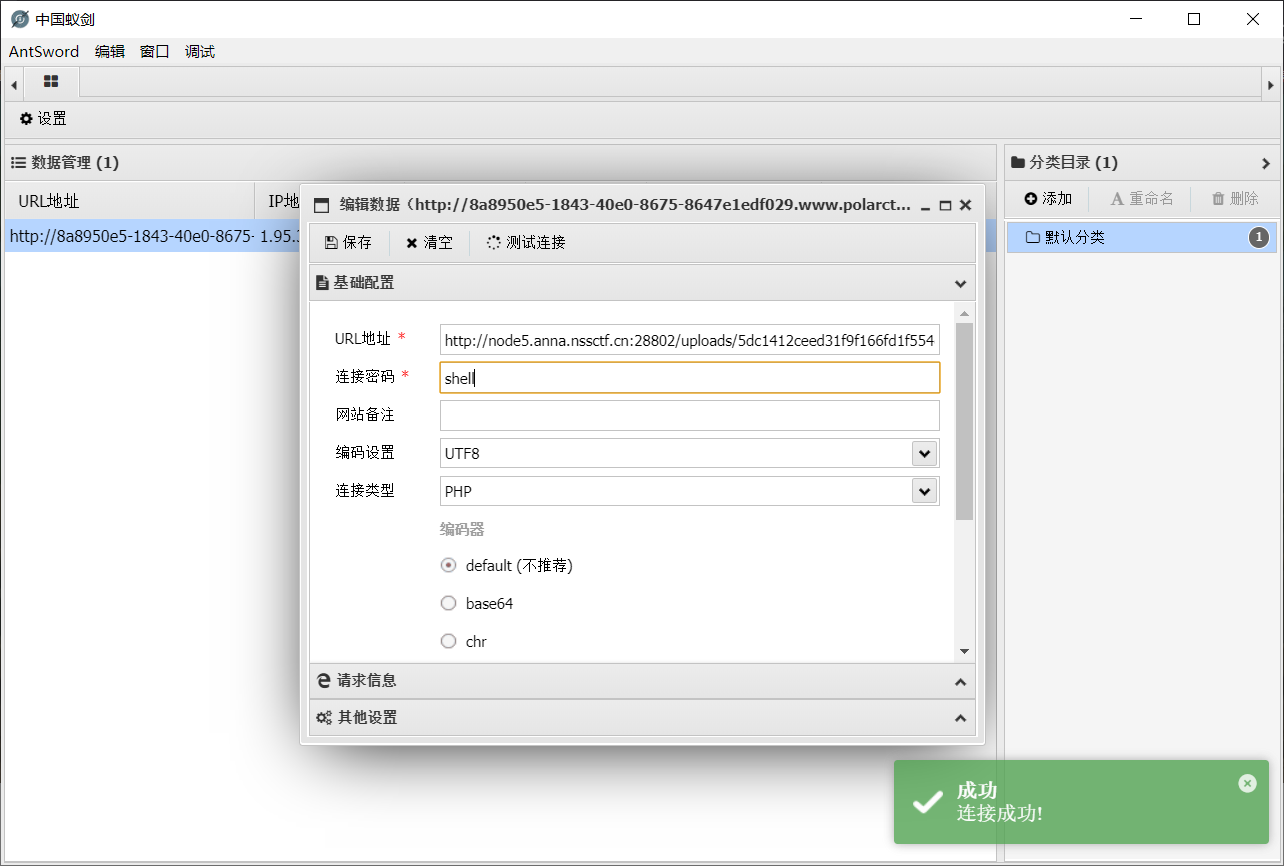 中国蚁剑
AntSword 编辑 窗口 调试
设置
数据管理 (1)
分类目录 (1)
URL地址
IP地
添加
重命名
删除
http://8a8950e5-1843-40e0-8675-
1.95.3
默认分类
1
编辑数据（http://8a8950e5-1843-40e0-8675-8647e1edf029.www.polarct...
保存
清空
测试连接
基础配置
URL地址 *
http://node5.anna.nssctf.cn:28802/uploads/5dc1412ceed31f9f166fd1f554
连接密码 *
shell
网站备注
编码设置
UTF8
连接类型
PHP
编码器
default (不推荐)
base64
chr
请求信息
其他设置
成功
连接成功!